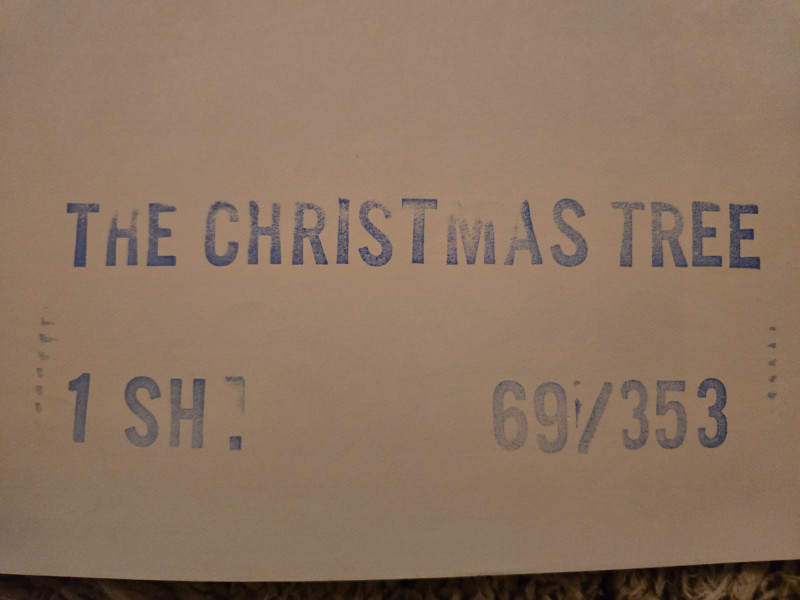 THE CHRISTMAS TREE
1 SH.
69/353